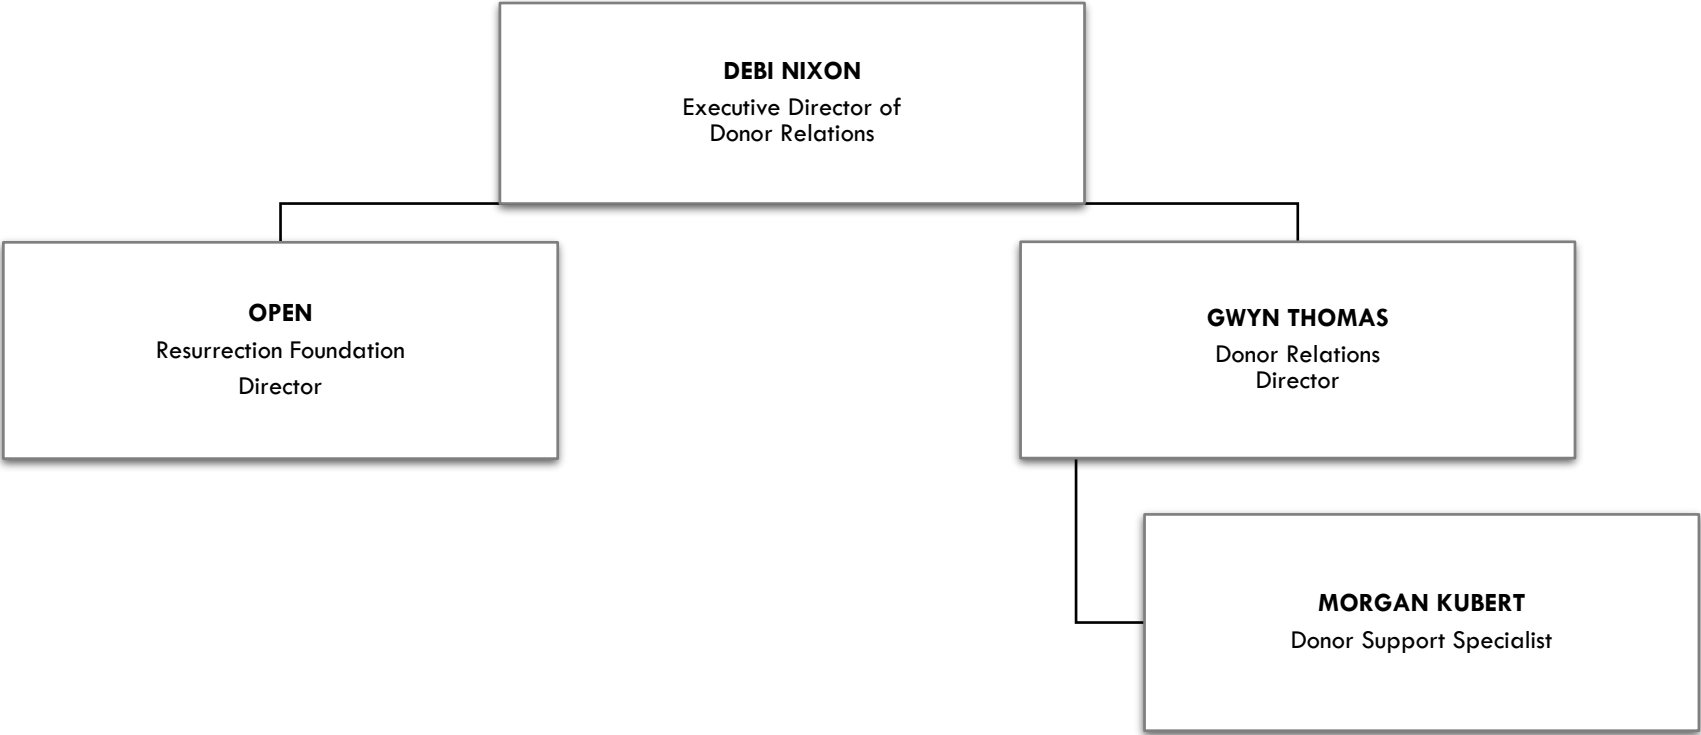 DEBI NIXON
Executive Director of
Donor Relations
OPEN
Resurrection Foundation
Director
GWYN THOMAS
Donor Relations
Director
MORGAN KUBERT
Donor Support Specialist